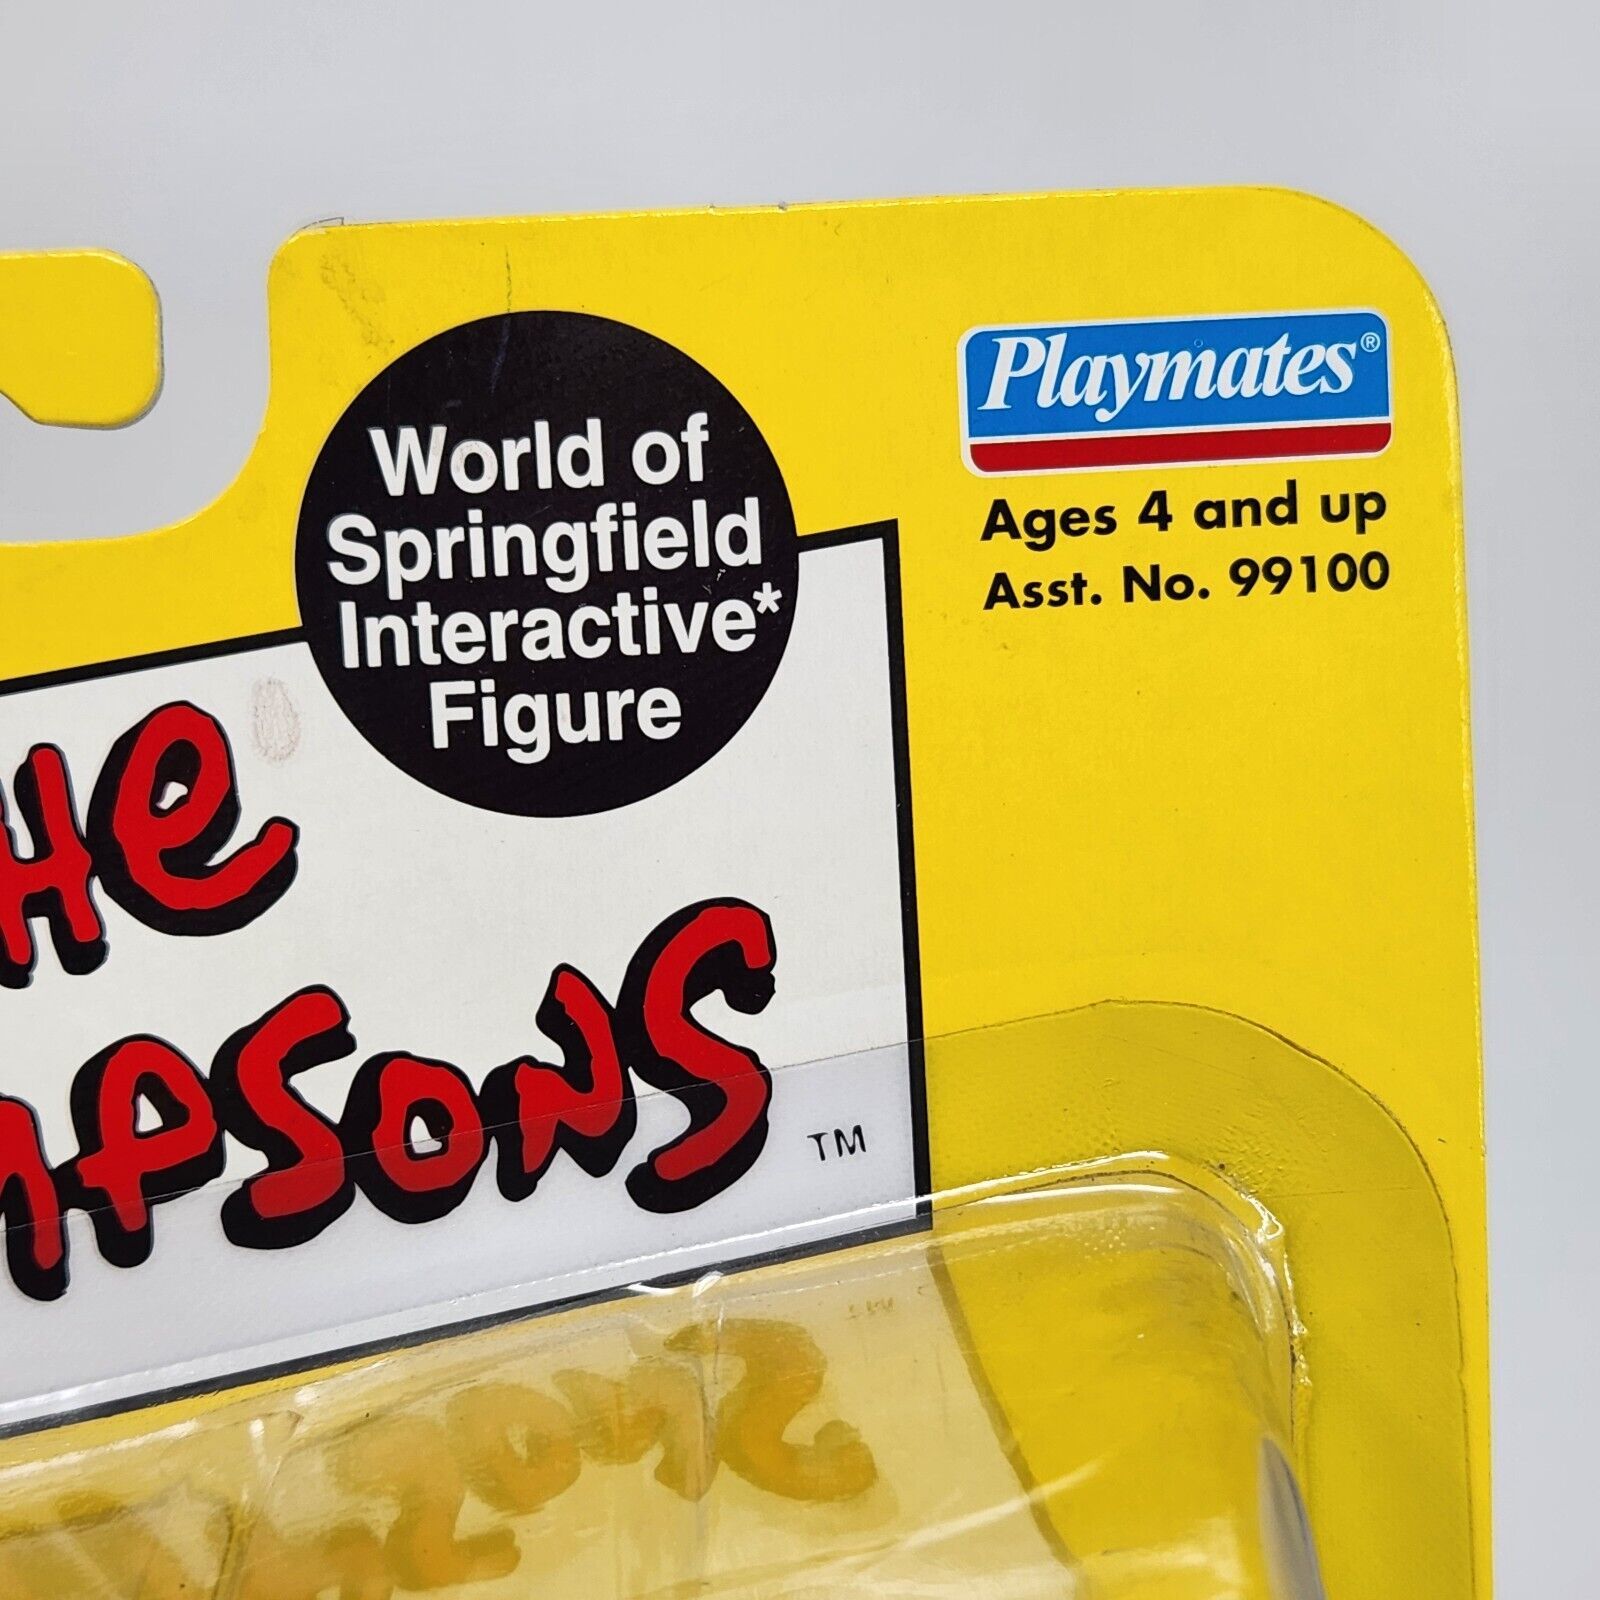 World of
Springfield
Interactive*
Figure
Playmates®
Ages 4 and up
Asst. No. 99100
HE
MPSONS
TM